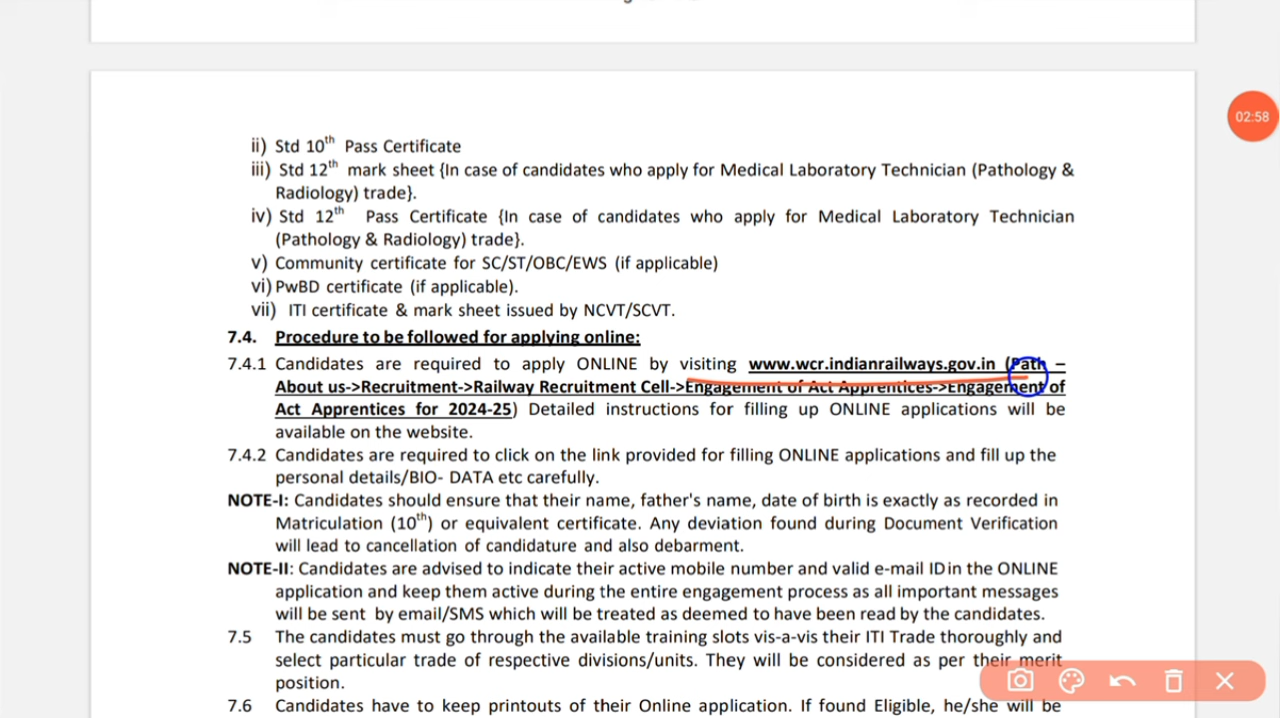 ii) Std 10th Pass Certificate
iii) Std 12th mark sheet {In case of candidates who apply for Medical Laboratory Technician (Pathology &
Radiology) trade}.
iv) Std 12th Pass Certificate {In case of candidates who apply for Medical Laboratory Technician
(Pathology & Radiology) trade}.
v) Community certificate for SC/ST/OBC/EWS (if applicable)
vi) PwBD certificate (if applicable).
vii) ITI certificate & mark sheet issued by NCVT/SCVT.
7.4. Procedure to be followed for applying online:
7.4.1 Candidates are required to apply ONLINE by visiting www.wcr.indianrailways.gov.in (Path –
About us->Recruitment->Railway Recruitment Cell->Engagement of Act Apprentices->Engagement of
Act Apprentices for 2024-25) Detailed instructions for filling up ONLINE applications will be
available on the website.
7.4.2 Candidates are required to click on the link provided for filling ONLINE applications and fill up the
personal details/BIO- DATA etc carefully.
NOTE-I: Candidates should ensure that their name, father's name, date of birth is exactly as recorded in
Matriculation (10th) or equivalent certificate. Any deviation found during Document Verification
will lead to cancellation of candidature and also debarment.
NOTE-II: Candidates are advised to indicate their active mobile number and valid e-mail ID in the ONLINE
application and keep them active during the entire engagement process as all important messages
will be sent by email/SMS which will be treated as deemed to have been read by the candidates.
7.5 The candidates must go through the available training slots vis-a-vis their ITI Trade thoroughly and
select particular trade of respective divisions/units. They will be considered as per their merit
position.
7.6 Candidates have to keep printouts of their Online application. If found Eligible, he/she will be
02:58